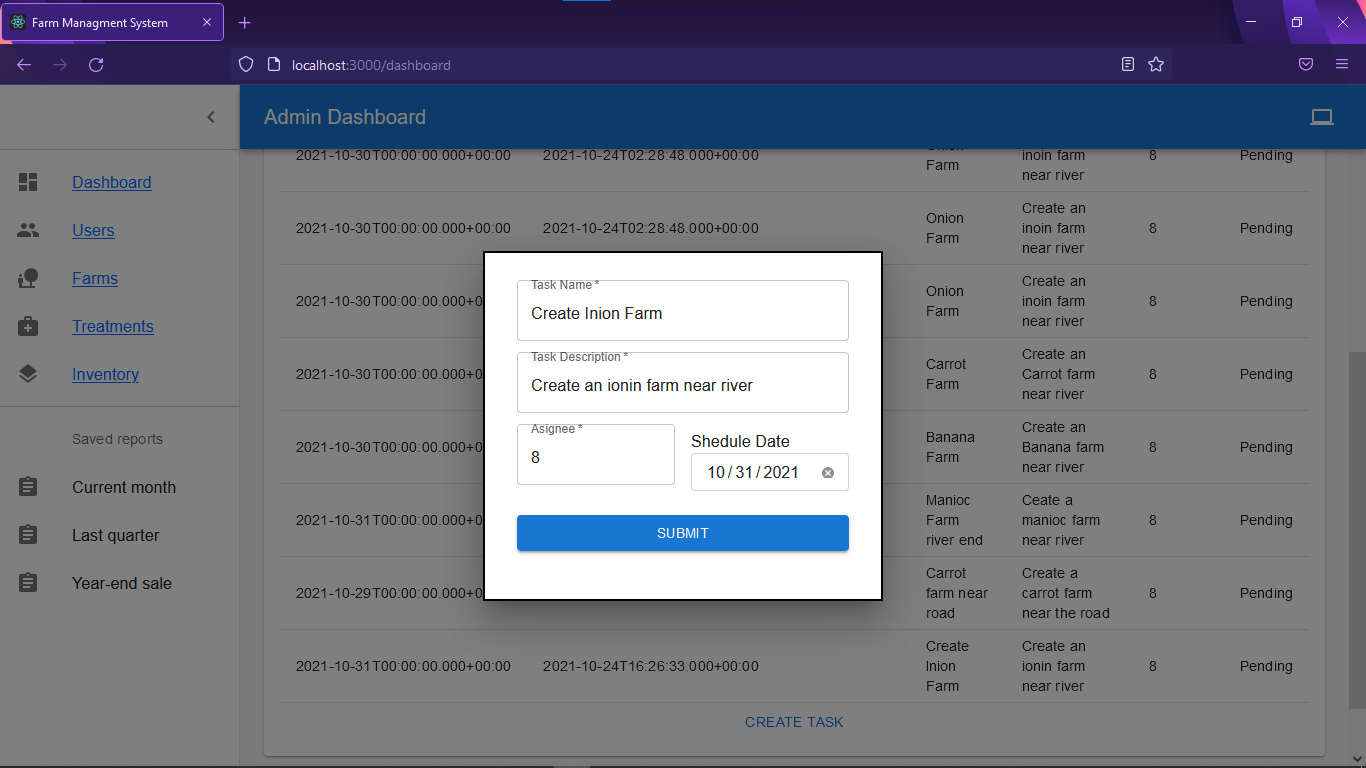 Farm Managment System
localhost:3000/dashboard
Admin Dashboard
Dashboard
Users
Farms
Treatments
Inventory
Saved reports
Current month
Last quarter
Year-end sale
2021-10-30T00:00:00.000+00:00 2021-10-24T02:28:48.000+00:00 Onion Farm inoin farm near river 8 Pending
2021-10-30T00:00:00.000+00:00 2021-10-24T02:28:48.000+00:00 Onion Farm Create an inoin farm near river 8 Pending
2021-10-30T00:00:00.000+0 Onion Farm Create an inoin farm near river 8 Pending
2021-10-30T00:00:00.000+0 Carrot Farm Create an Carrot farm near river 8 Pending
2021-10-30T00:00:00.000+0 Banana Farm Create an Banana farm near river 8 Pending
2021-10-31T00:00:00.000+0 Manioc Farm river end Ceate a manioc farm near river 8 Pending
2021-10-29T00:00:00.000+0 Carrot farm near road Create a carrot farm near the road 8 Pending
2021-10-31T00:00:00.000+00:00 2021-10-24T16:26:33.000+00:00 Create Inion Farm Create an ionin farm near river 8 Pending
CREATE TASK
Task Name *
Create Inion Farm
Task Description *
Create an ionin farm near river
Asignee *
8
Shedule Date
10/31/2021
SUBMIT